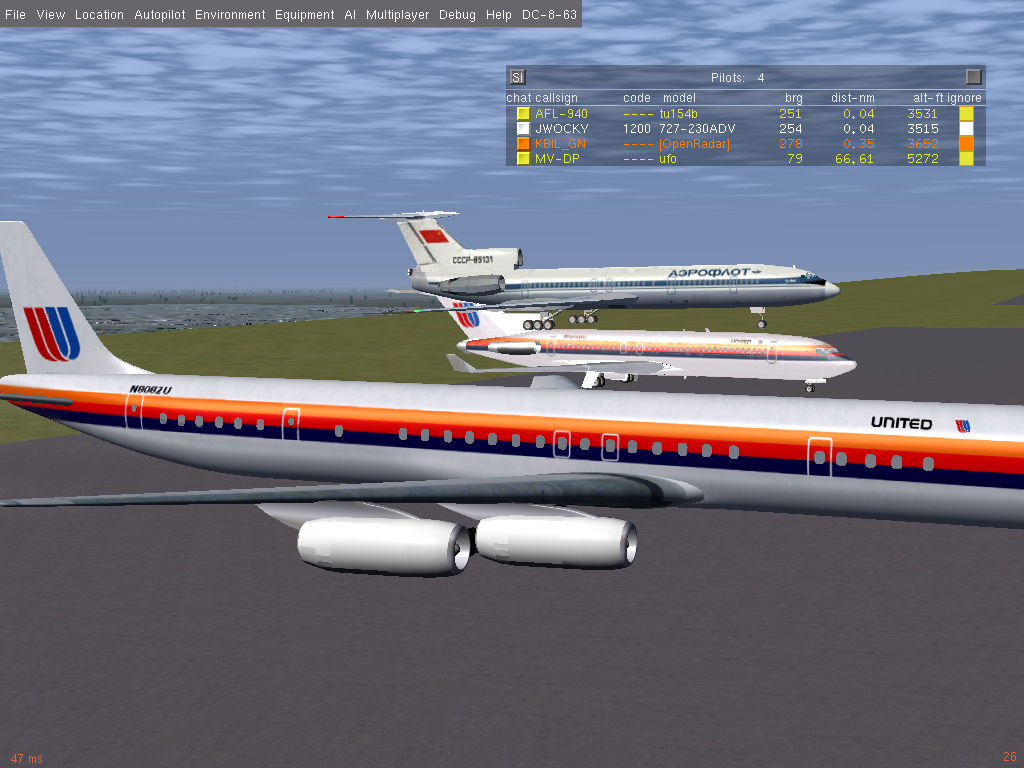 File View Location Autopilot Environment Equipment AI Multiplayer Debug Help DC-8-63
SI Pilots: 4
chat callsign code model brg dist-nm alt-ft ignore
AFL-940 ---- tu154b 251 0.04 3531
JWOCKY 1200 727-230ADV 254 0.04 3515
KBIL_GN ---- [OpenRadar] 278 0.35 3652
MV-DP ---- ufo 79 66.61 5272
СССР-85131
АЭРОФЛОТ
UNITED
N8082U
UNITED
47 ms
26